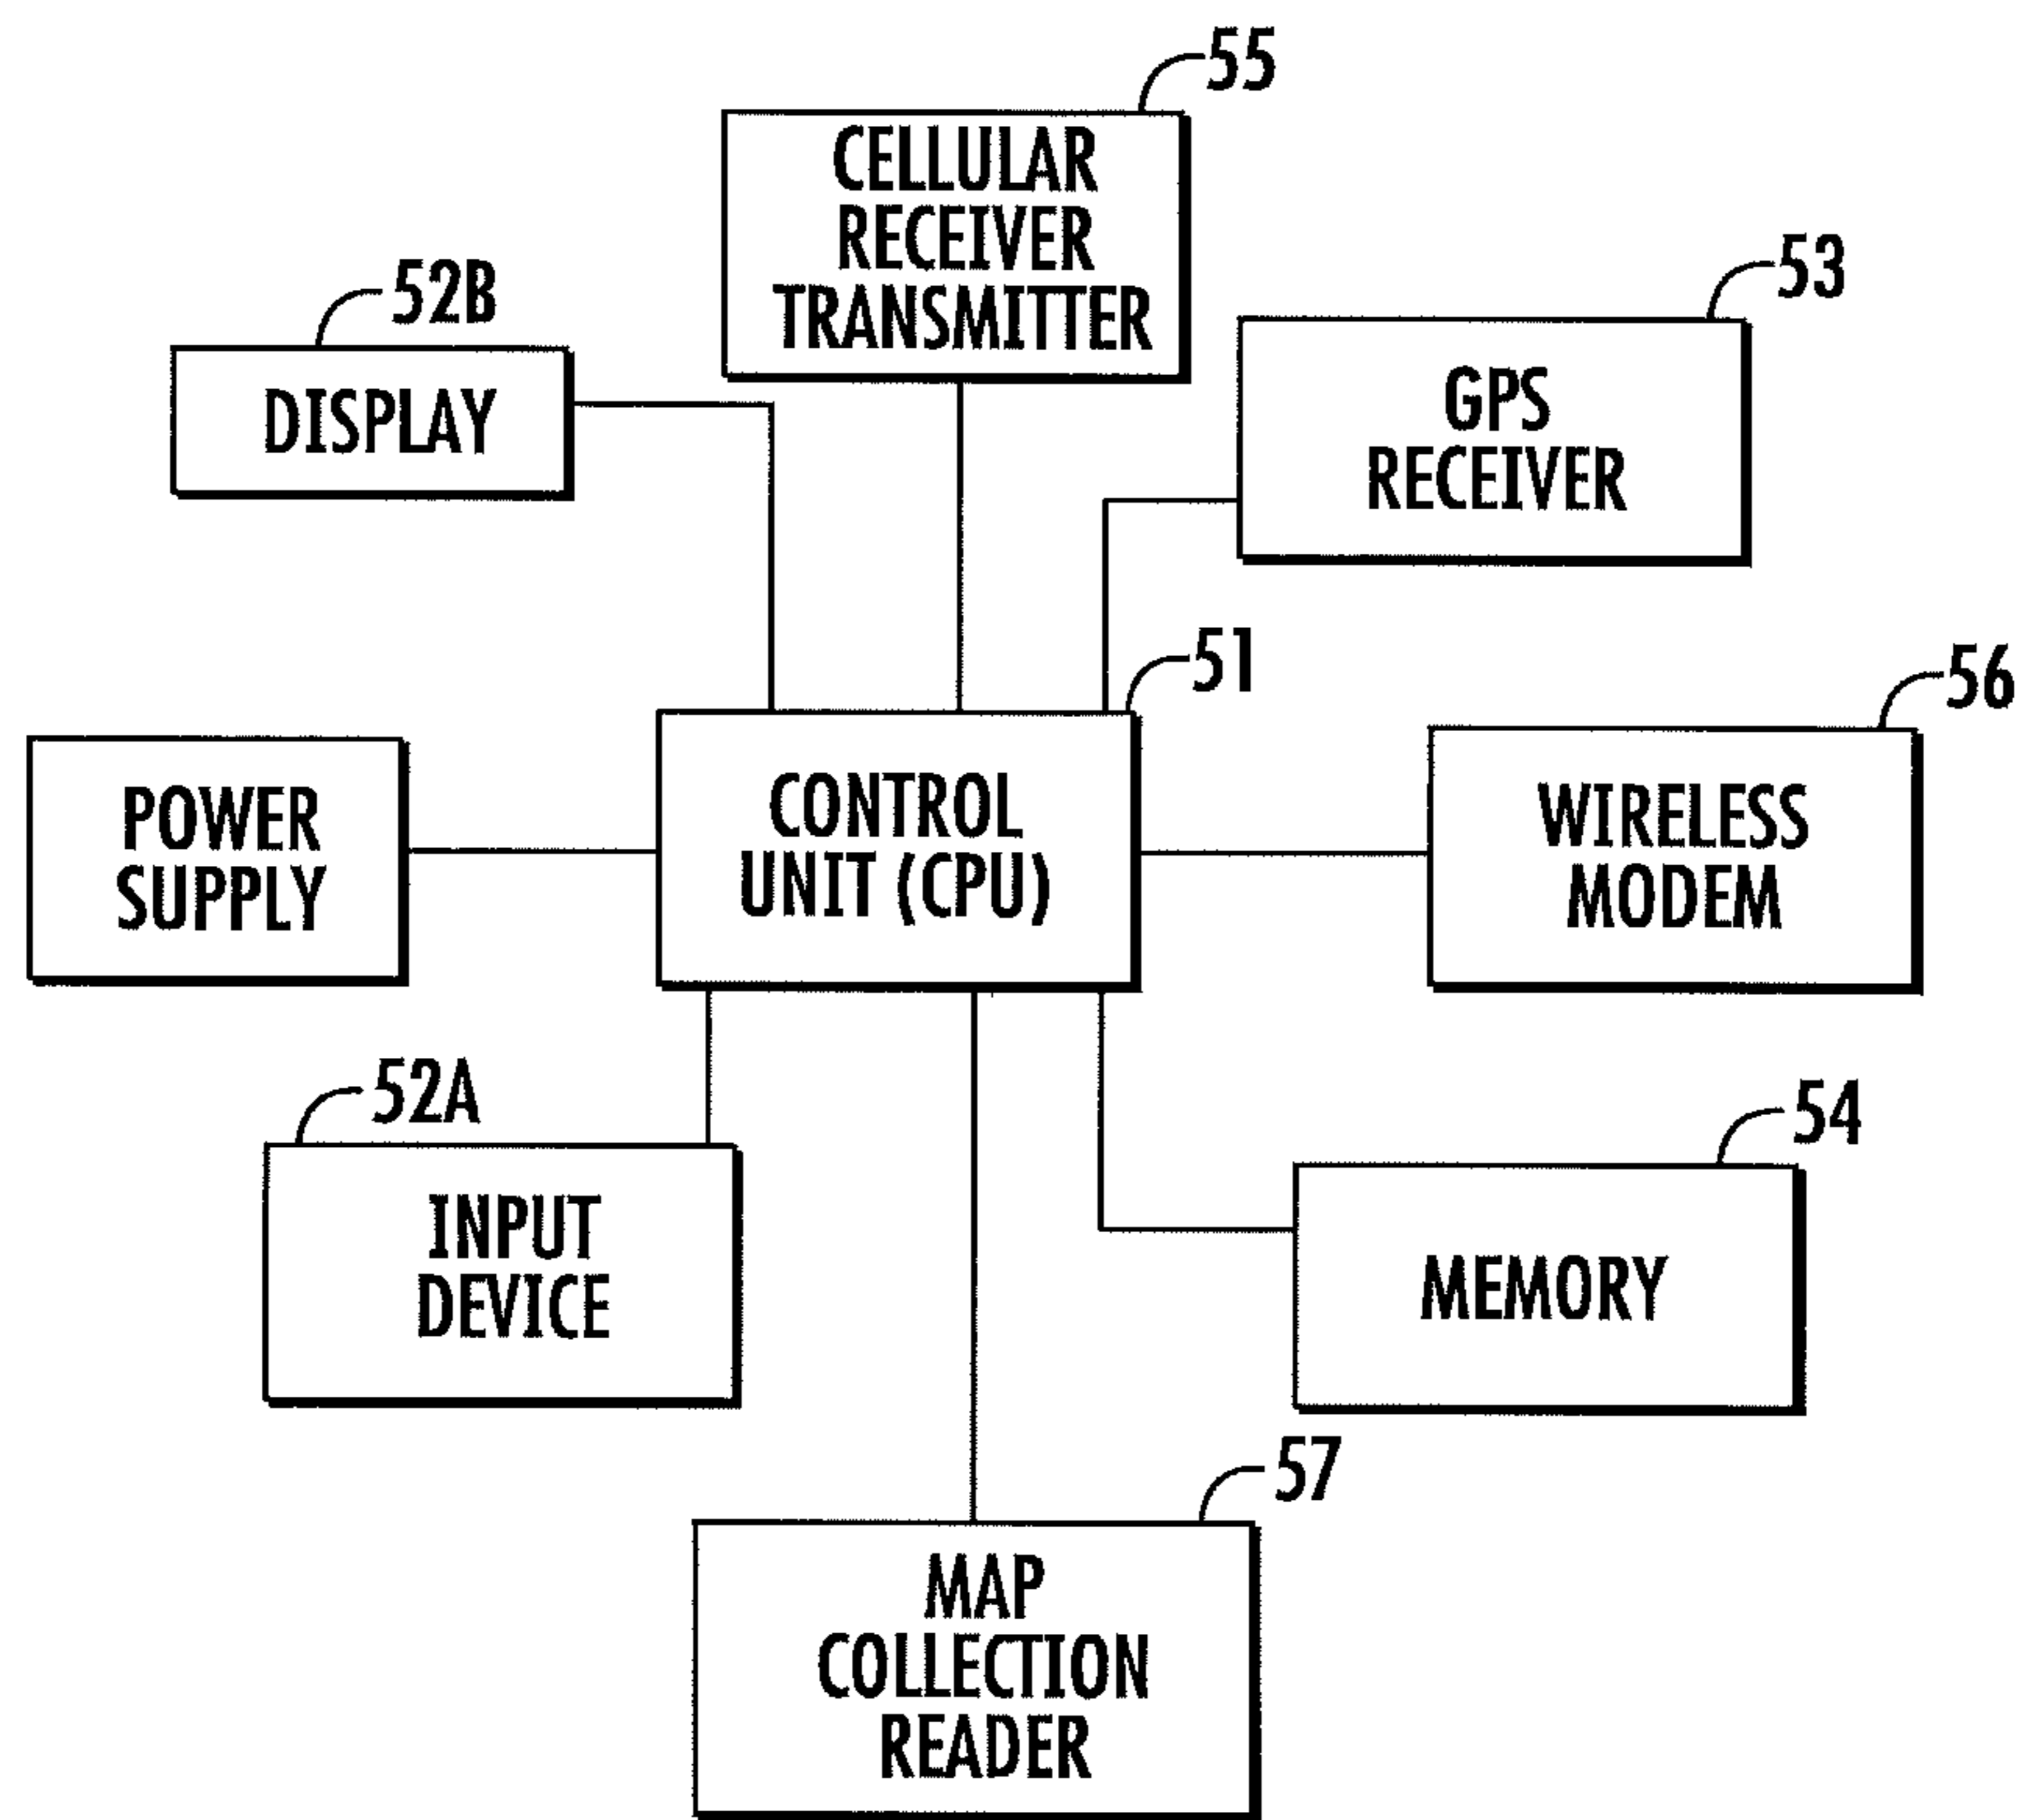 55
CELLULAR
RECEIVER
TRANSMITTER
52B
DISPLAY
53
GPS
RECEIVER
51
CONTROL
UNIT (CPU)
56
WIRELESS
MODEM
POWER
SUPPLY
52A
INPUT
DEVICE
54
MEMORY
57
MAP
COLLECTION
READER